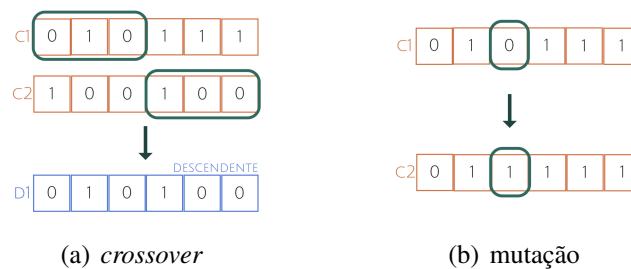 C1 0 1 0 1 1 1
C2 1 0 0 1 0 0
DESCENDENTE
D1 0 1 0 1 0 0
(a) crossover
C1 0 1 0 1 1 1
C2 0 1 1 1 1 1
(b) mutação